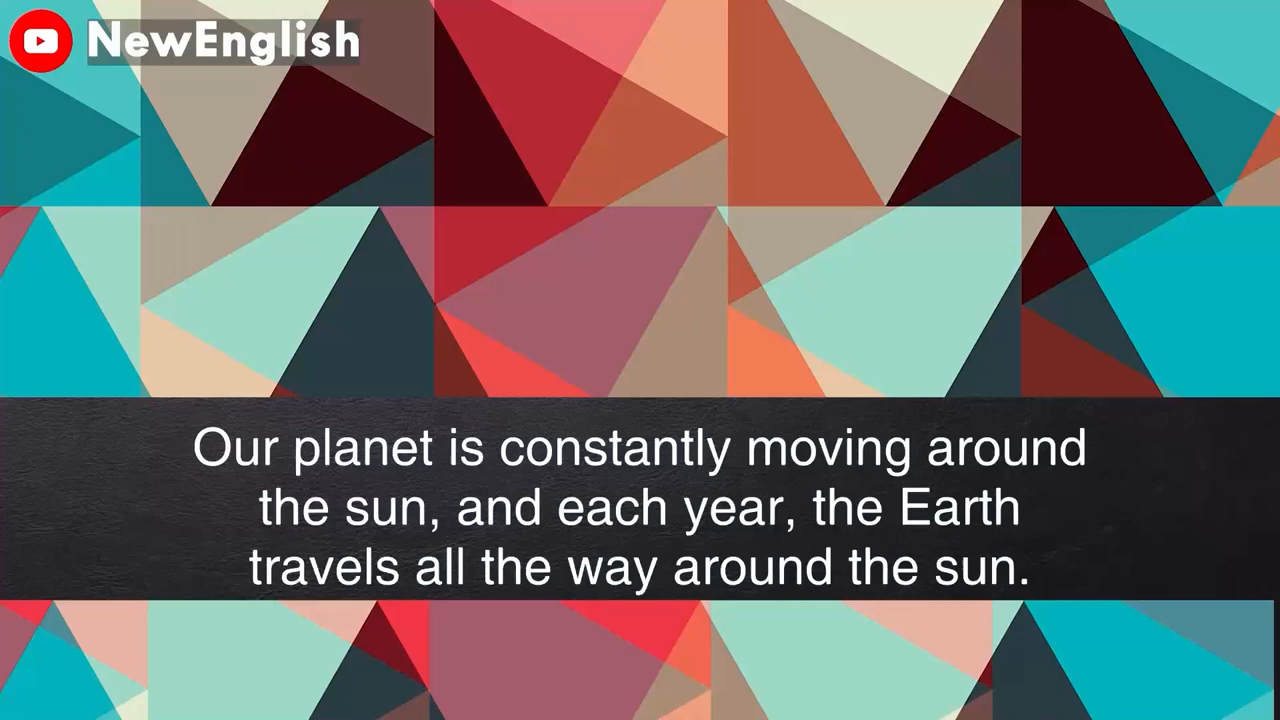 NewEnglish
Our planet is constantly moving around
the sun, and each year, the Earth
travels all the way around the sun.